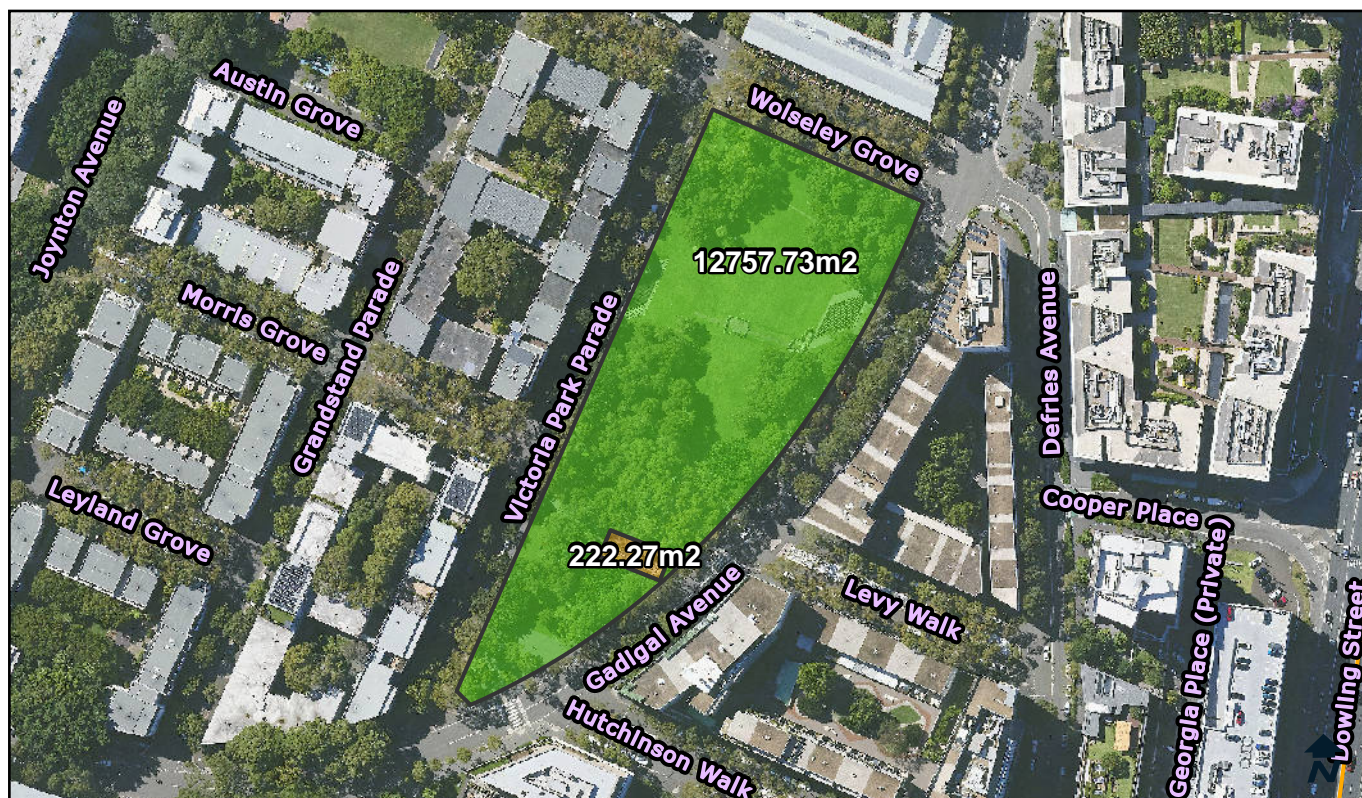 Austin Grove
Wolseley Grove
Joynton Avenue
12757.73m2
Morris Grove
Grandstand Parade
Victoria Park Parade
Defries Avenue
Leyland Grove
Cooper Place
222.27m2
Gadigal Avenue
Levy Walk
Georgia Place (Private)
Dowling Street
Hutchinson Walk
N